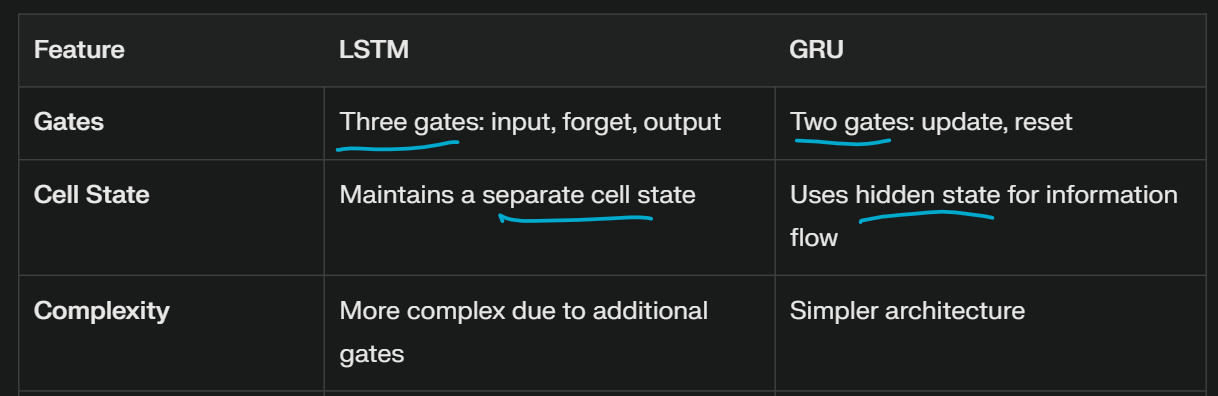 Feature LSTM GRU
Gates Three gates: input, forget, output Two gates: update, reset
Cell State Maintains a separate cell state Uses hidden state for information
flow
Complexity More complex due to additional Simpler architecture
gates